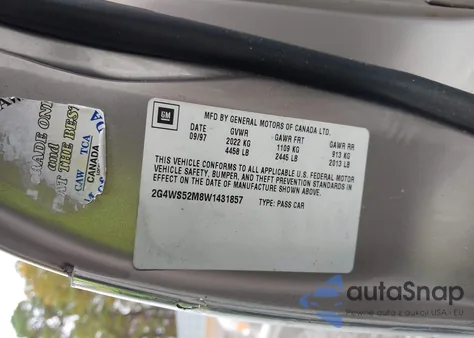 GM
MFD BY GENERAL MOTORS OF CANADA LTD.
DATE GVWR GAWR FRT GAWR RR
09/97 2022 KG 1109 KG 913 KG
4458 LB 2445 LB 2013 LB
THIS VEHICLE CONFORMS TO ALL APPLICABLE U.S. FEDERAL MOTOR
VEHICLE SAFETY, BUMPER, AND THEFT PREVENTION STANDARDS IN
EFFECT ON THE DATE OF MANUFACTURE SHOWN ABOVE.
2G4WS52M8W1431857 TYPE: PASS CAR
and
THE BEST
CAW TCA
CANADA
autoSnap